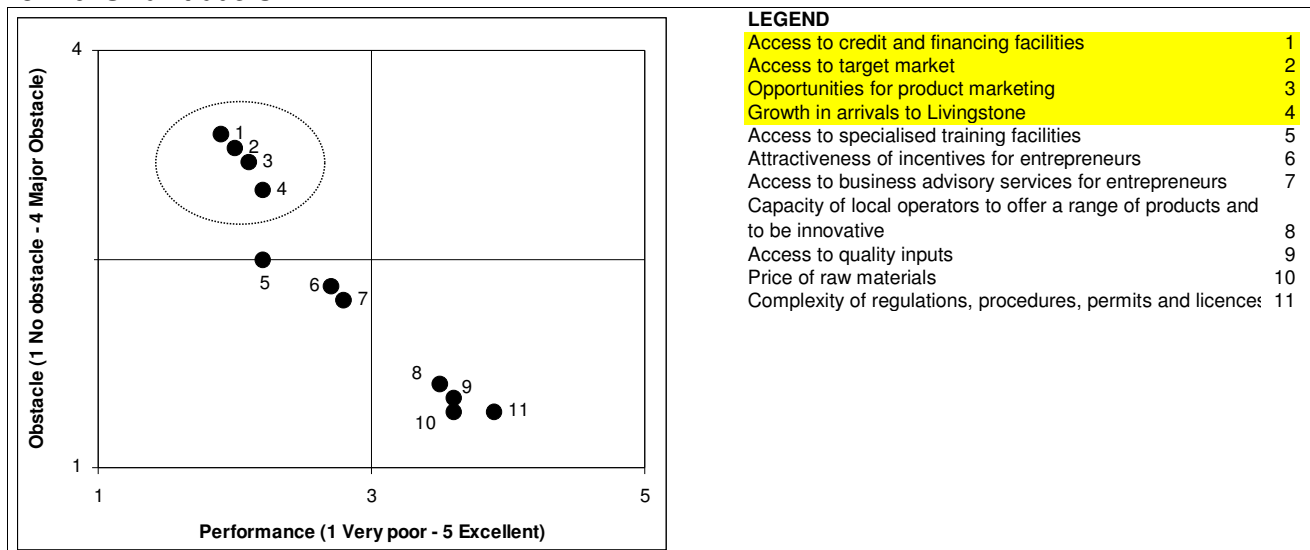 LEGEND
Access to credit and financing facilities 1
Access to target market 2
Opportunities for product marketing 3
Growth in arrivals to Livingstone 4
Access to specialised training facilities 5
Attractiveness of incentives for entrepreneurs 6
Access to business advisory services for entrepreneurs 7
Capacity of local operators to offer a range of products and
to be innovative 8
Access to quality inputs 9
Price of raw materials 10
Complexity of regulations, procedures, permits and licences 11
Obstacle (1 No obstacle - 4 Major Obstacle)
4
1
1
2
3
4
5
6
7
8
9
10
11
1
3
5
Performance (1 Very poor - 5 Excellent)